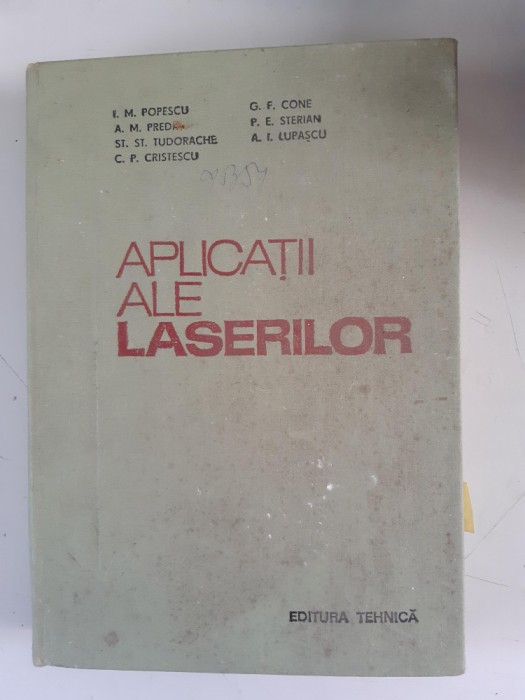 I. M. POPESCU
A. M. PREDA
ST. ST. TUDORACHE
C. P. CRISTESCU
G. F. CONE
P. E. STERIAN
A. I. LUPAȘCU
APLICAȚII
ALE
LASERILOR
EDITURA TEHNICĂ